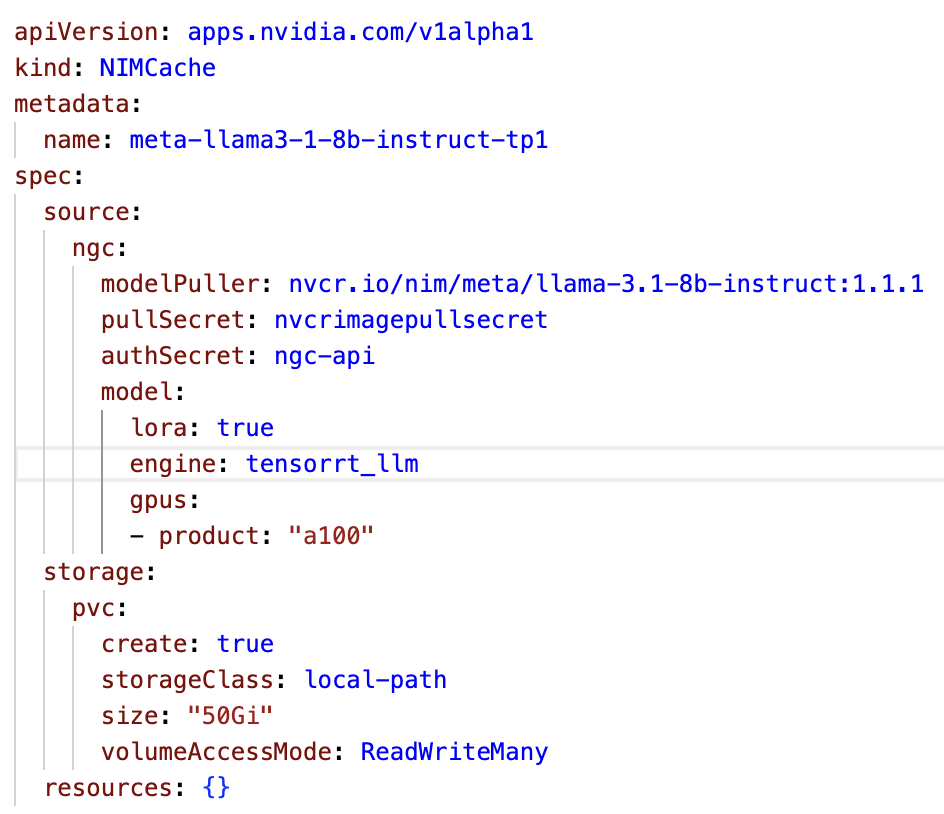 apiVersion: apps.nvidia.com/v1alpha1
kind: NIMCache
metadata:
  name: meta-llama3-1-8b-instruct-tp1
spec:
  source:
    ngc:
      modelPuller: nvcr.io/nim/meta/llama-3.1-8b-instruct:1.1.1
      pullSecret: nvcrimagepullsecret
      authSecret: ngc-api
      model:
        lora: true
        engine: tensorrt_llm
        gpus:
        - product: "a100"
  storage:
    pvc:
      create: true
      storageClass: local-path
      size: "50Gi"
      volumeAccessMode: ReadWriteMany
  resources: {}